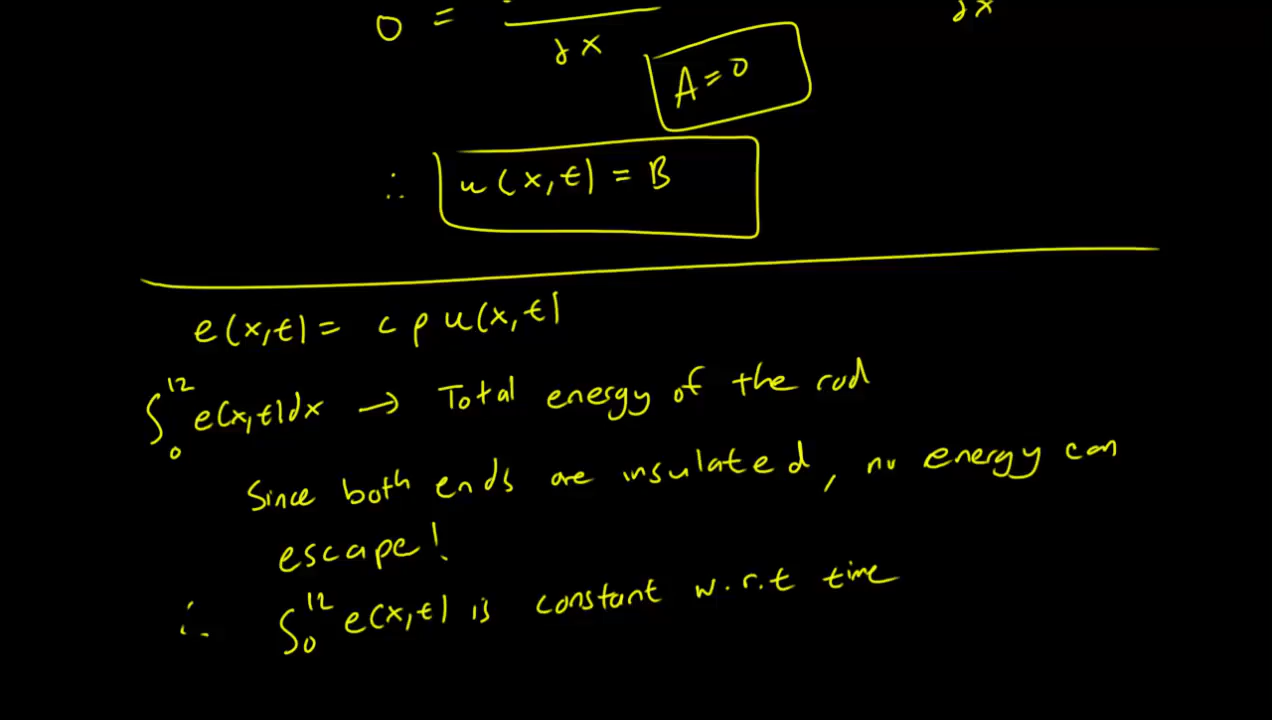 0 = ∂x ∂x
A = 0
∴ u(x,t) = B
e(x,t) = c ρ u(x,t)
∫₀¹² e(x,t)dx → Total energy of the rod
Since both ends are insulated, no energy can
escape!
∴ ∫₀¹² e(x,t) is constant w.r.t time